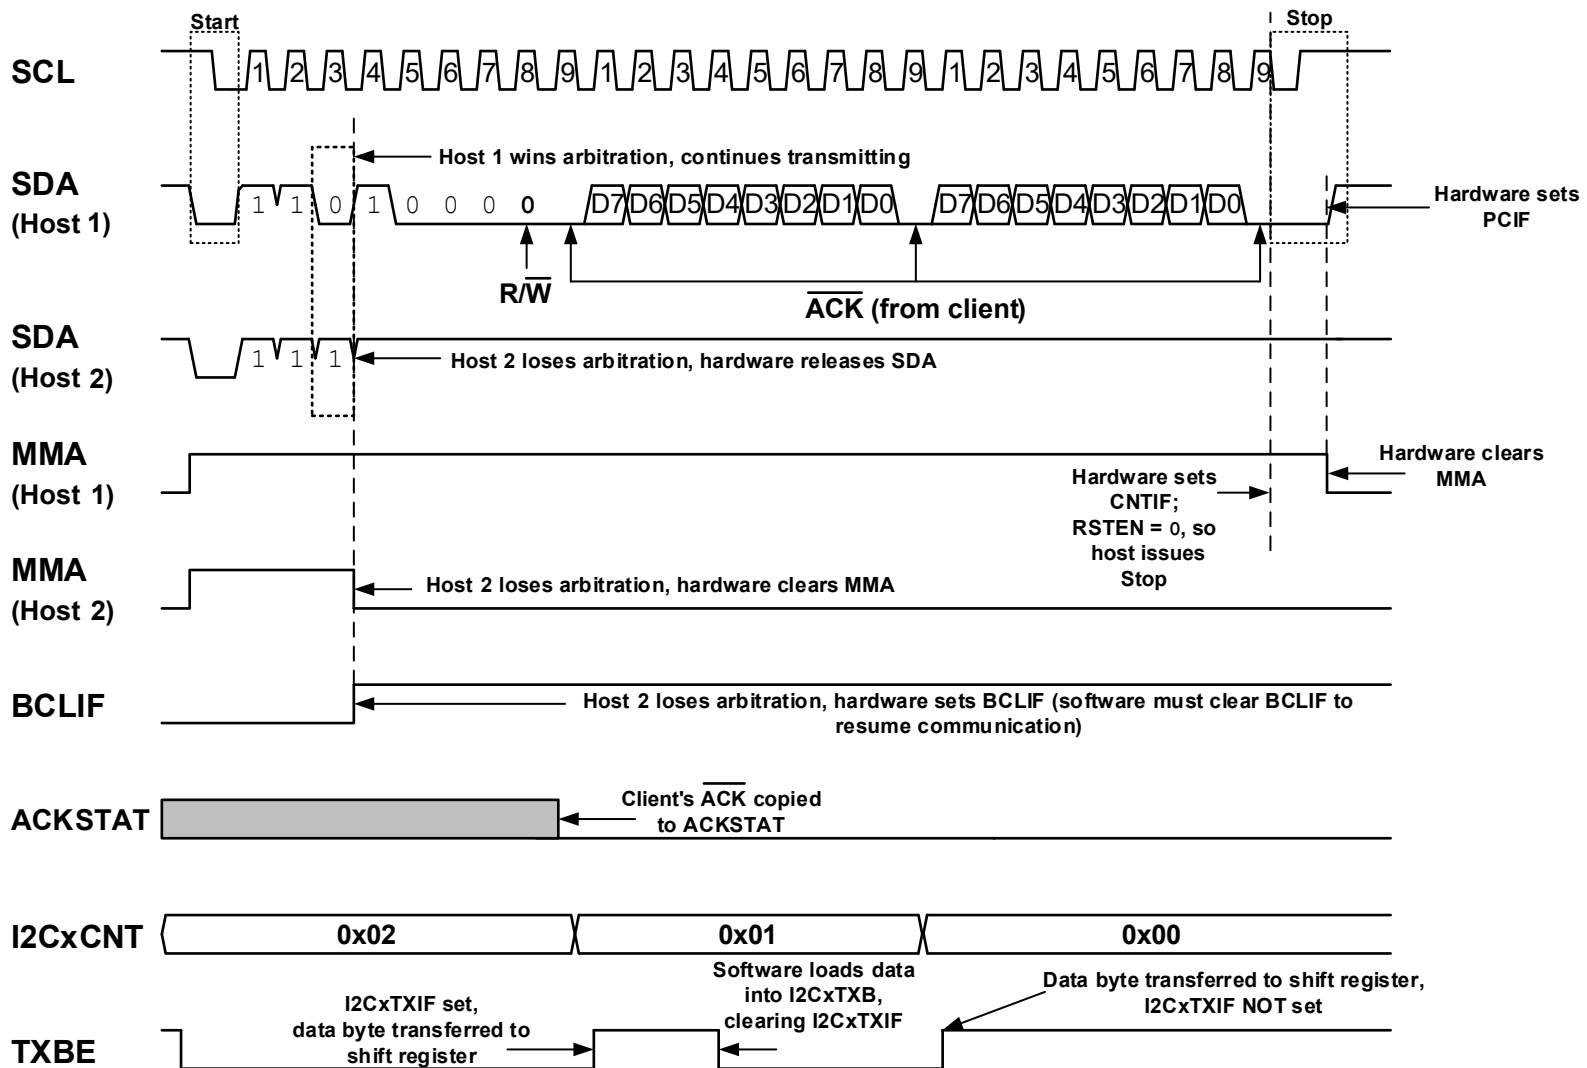 Start
Stop
SCL
1 2 3 4 5 6 7 8 9 1 2 3 4 5 6 7 8 9 1 2 3 4 5 6 7 8 9
Host 1 wins arbitration, continues transmitting
SDA
(Host 1)
1 1 0 1 0 0 0 0 D7 D6 D5 D4 D3 D2 D1 D0 D7 D6 D5 D4 D3 D2 D1 D0
Hardware sets
PCIF
R/W̅
A̅C̅K̅ (from client)
SDA
(Host 2)
1 1 1
Host 2 loses arbitration, hardware releases SDA
MMA
(Host 1)
Hardware clears
MMA
Hardware sets
CNTIF;
RSTEN = 0, so
host issues
Stop
MMA
(Host 2)
Host 2 loses arbitration, hardware clears MMA
BCLIF
Host 2 loses arbitration, hardware sets BCLIF (software must clear BCLIF to
resume communication)
ACKSTAT
Client's A̅C̅K̅ copied
to ACKSTAT
I2CxCNT
0x02 0x01 0x00
TXBE
I2CxTXIF set,
data byte transferred to
shift register
Software loads data
into I2CxTXB,
clearing I2CxTXIF
Data byte transferred to shift register,
I2CxTXIF NOT set